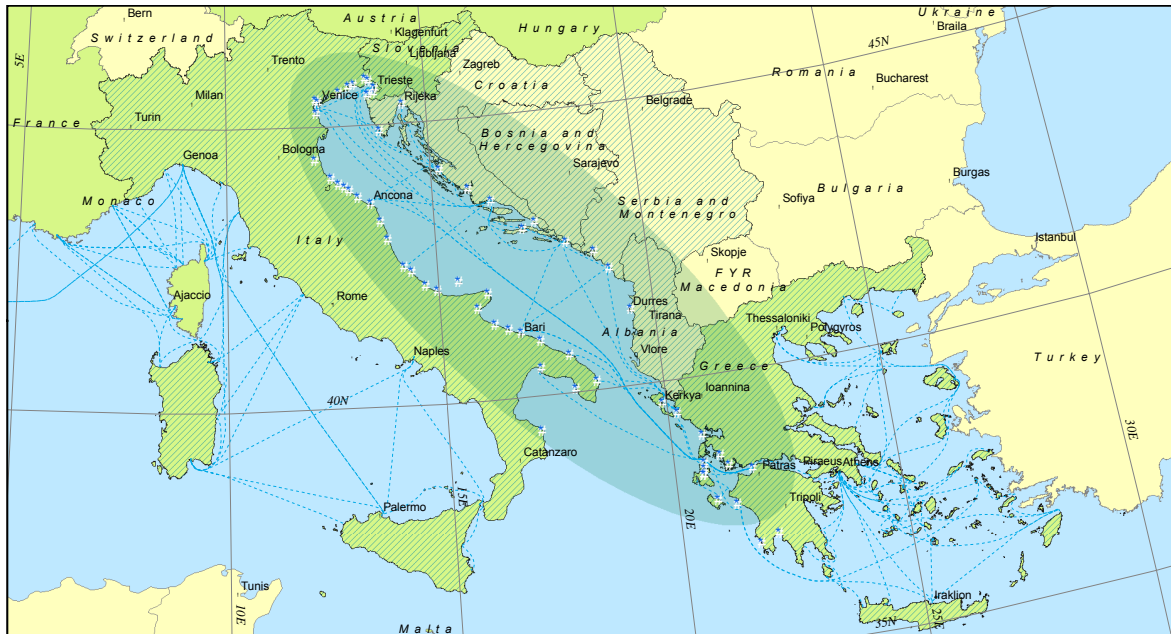 Bern
Austria
Klagenfurt
Hungary
Ukraine
Braila
Switzerland
Slovenia
Ljubljana
45N
5E
Trento
Zagreb
Romania
Trieste
Croatia
Bucharest
Milan
Venice
Rijeka
Belgrade
France
Turin
Bosnia and
Hercegovina
Genoa
Bologna
Sarajevo
Burgas
Bulgaria
Monaco
Ancona
Serbia and
Montenegro
Sofiya
Italy
Skopje
Istanbul
FYR
Macedonia
Ajaccio
Rome
Durres
Tirana
Thessaloniki
Polygyros
Bari
Albania
Naples
Vlore
Turkey
Greece
Ioannina
40N
Kerkya
30E
Catanzaro
Patras
Piraeus
Athens
15E
Tripoli
Palermo
20E
Tunis
Iraklion
10E
35N
25E
Malta